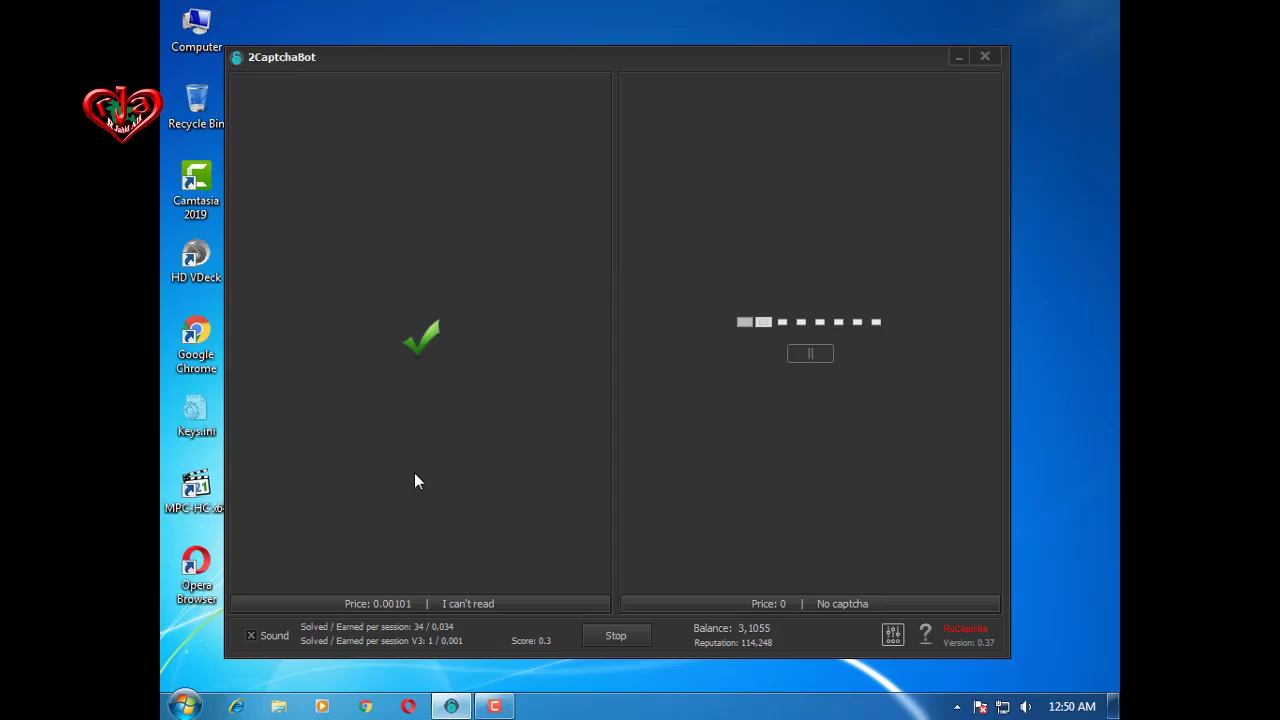 Computer
Recycle Bin
Camtasia
2019
HD VDeck
Google
Chrome
Keys.ini
MPC-HC x6
Opera
Browser
2CaptchaBot
Price: 0.00101 | I can't read
Price: 0 | No captcha
Sound
Solved / Earned per session: 34 / 0,034
Solved / Earned per session V3: 1 / 0,001
Score: 0.3
Stop
Balance: 3,1055
Reputation: 114,248
RuCaptcha
Version: 0.37
12:50 AM